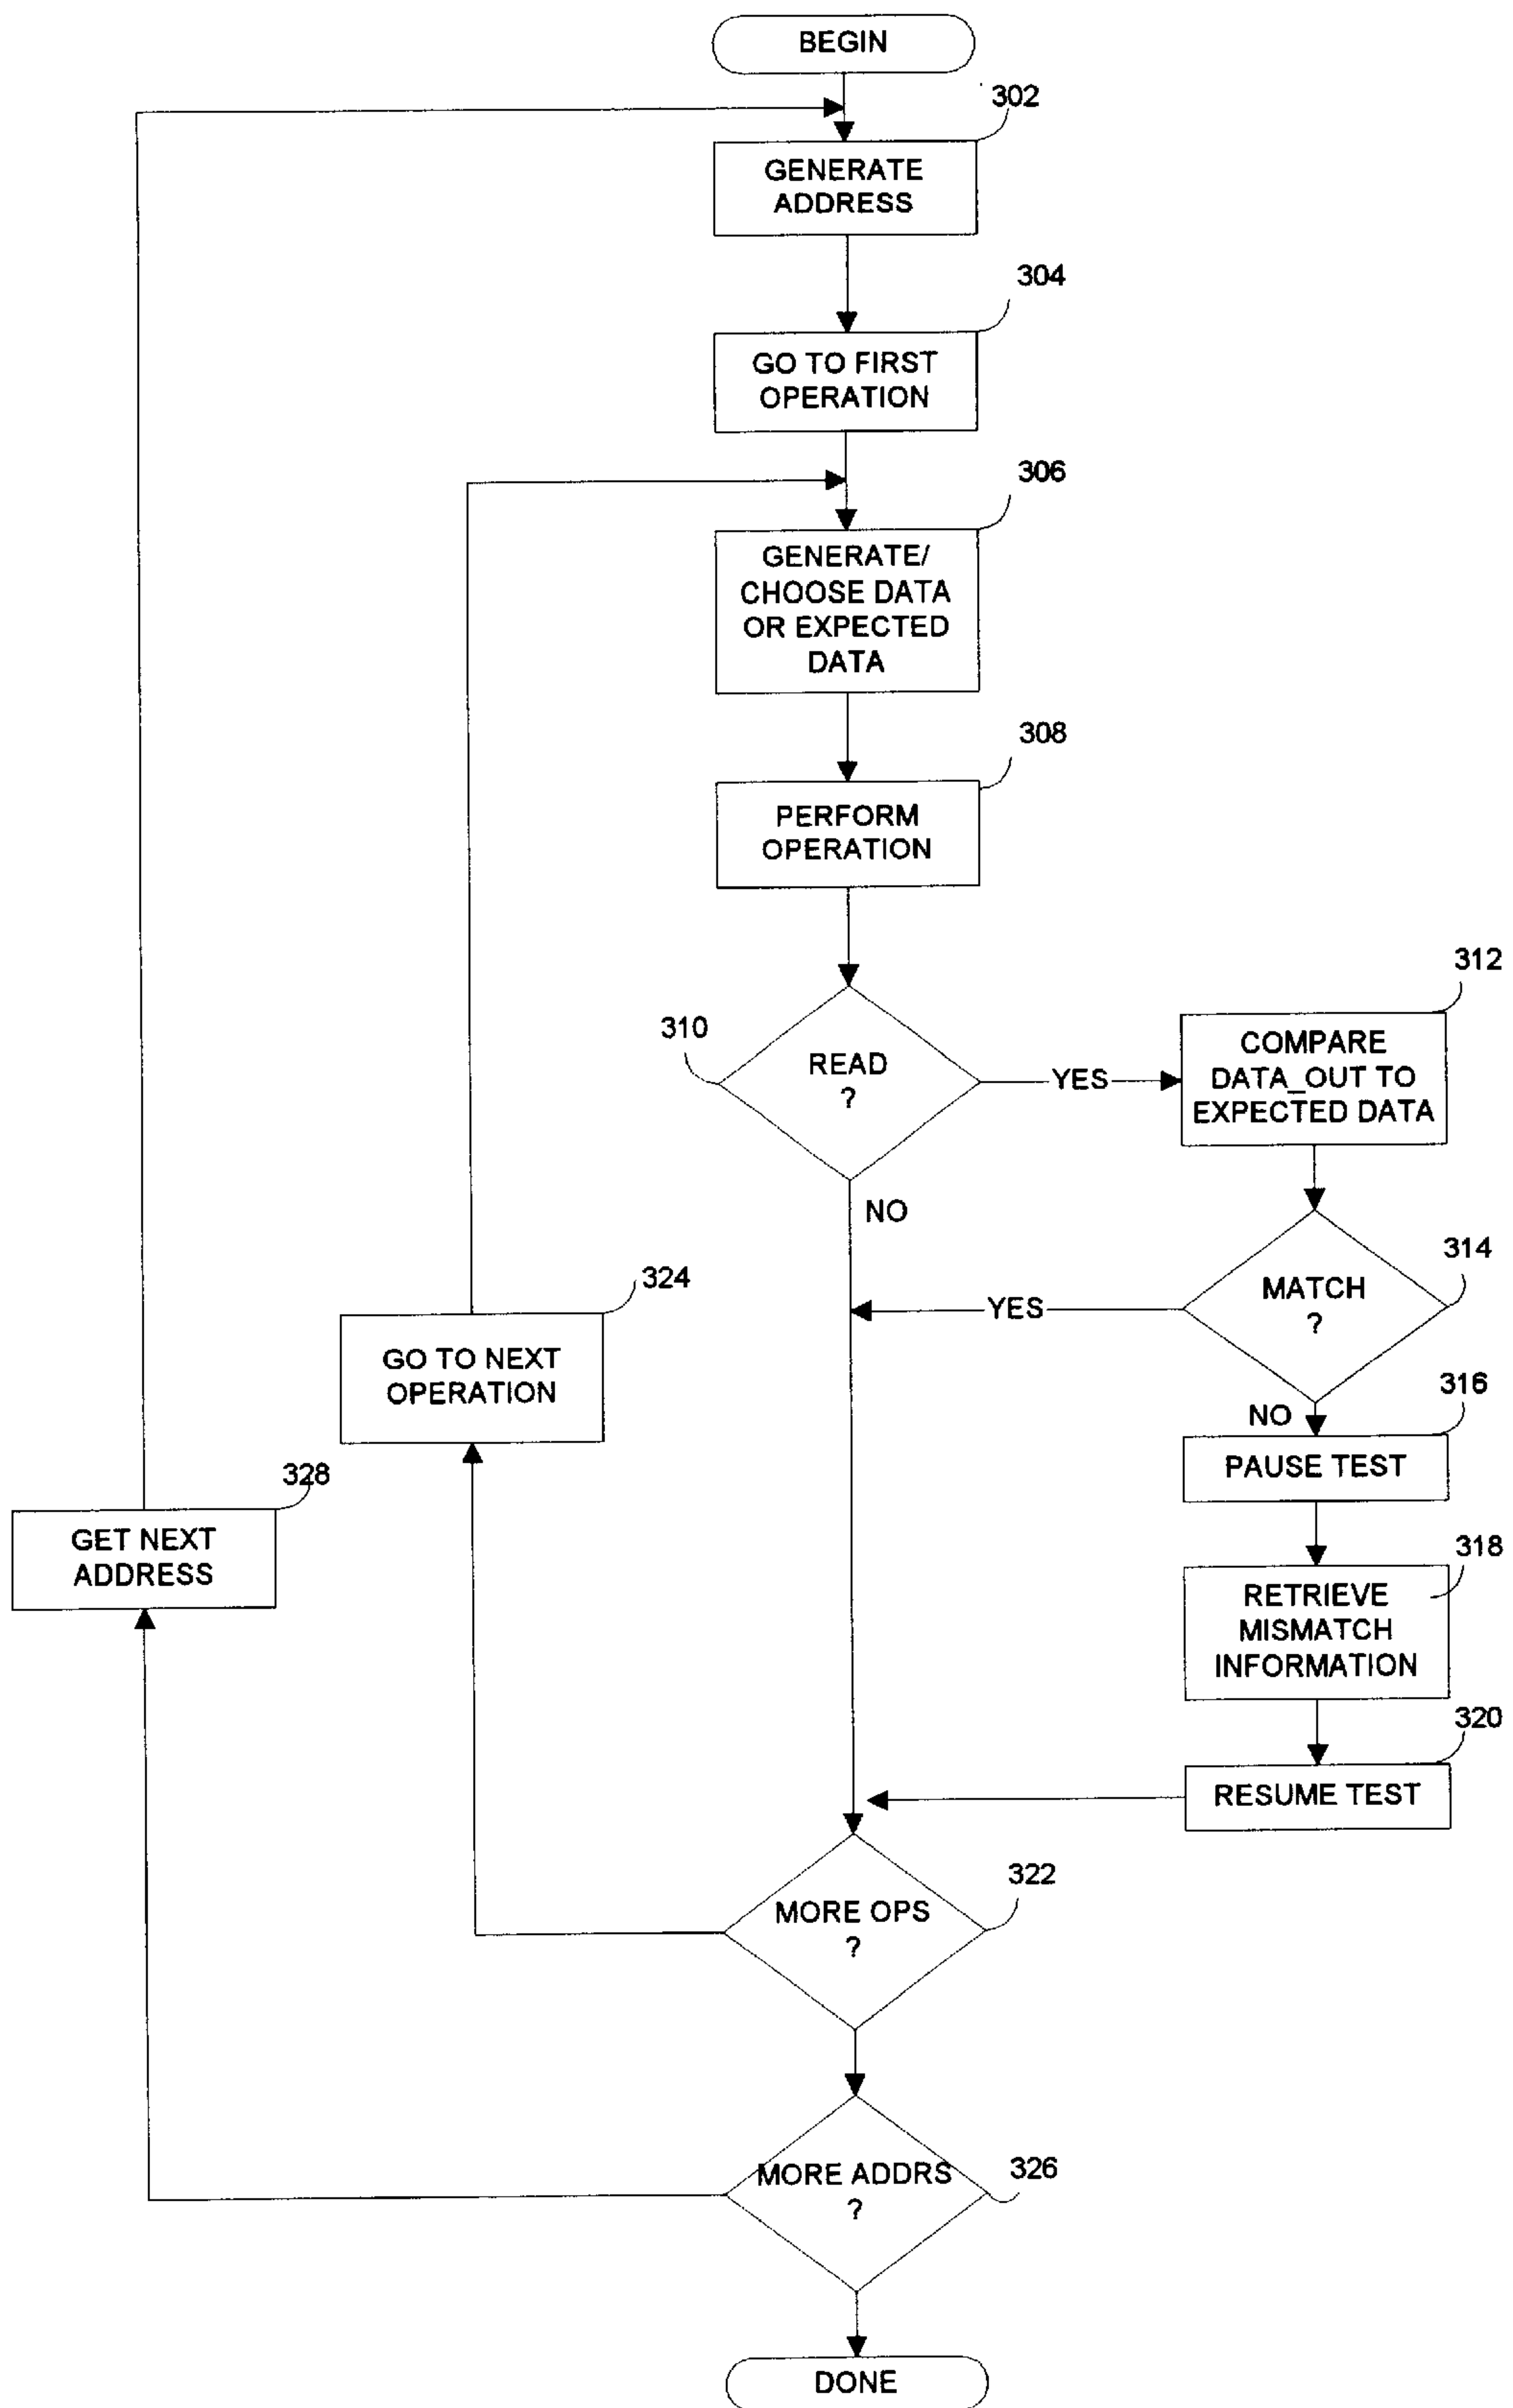 BEGIN
302
GENERATE
ADDRESS
304
GO TO FIRST
OPERATION
306
GENERATE/
CHOOSE DATA
OR EXPECTED
DATA
308
PERFORM
OPERATION
310
READ
?
YES
NO
312
COMPARE
DATA_OUT TO
EXPECTED DATA
314
MATCH
?
YES
NO
316
PAUSE TEST
318
RETRIEVE
MISMATCH
INFORMATION
320
RESUME TEST
322
MORE OPS
?
324
GO TO NEXT
OPERATION
326
MORE ADDRS
?
328
GET NEXT
ADDRESS
DONE